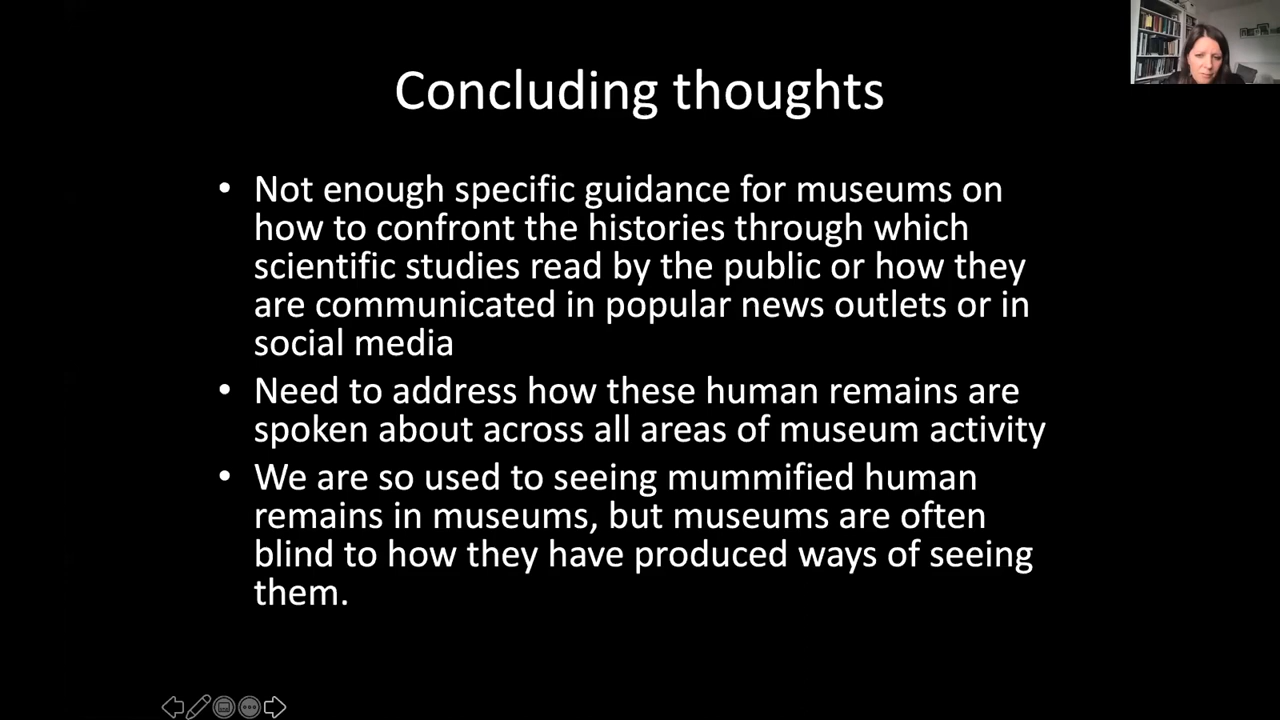 Concluding thoughts
• Not enough specific guidance for museums on
how to confront the histories through which
scientific studies read by the public or how they
are communicated in popular news outlets or in
social media
• Need to address how these human remains are
spoken about across all areas of museum activity
• We are so used to seeing mummified human
remains in museums, but museums are often
blind to how they have produced ways of seeing
them.